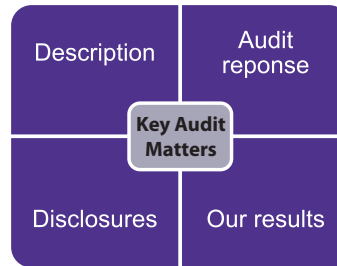 Description
Audit
reponse
Key Audit
Matters
Disclosures
Our results